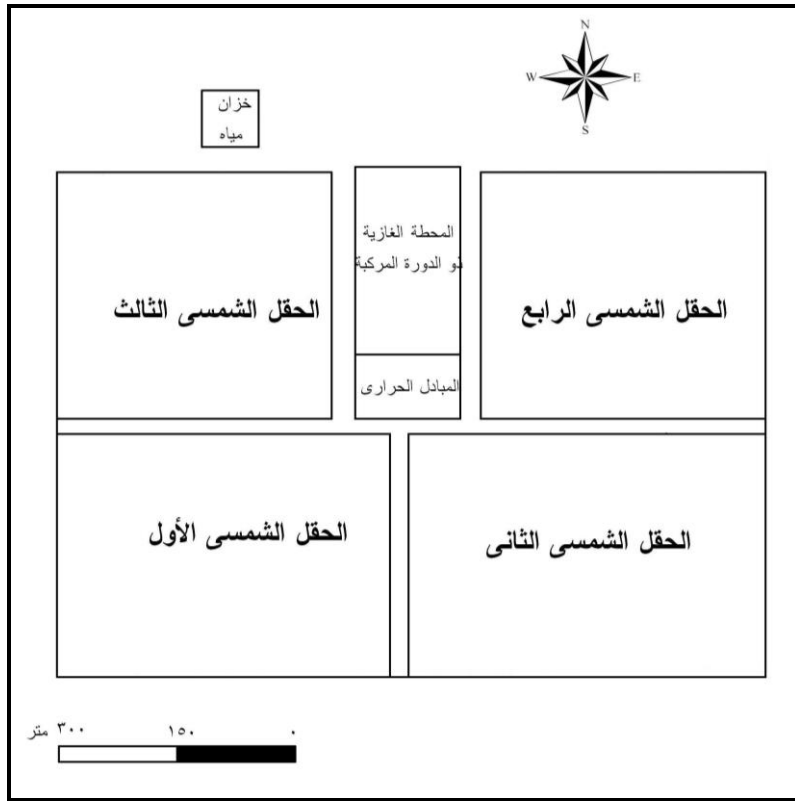 N
W
E
S
خزان
مياه
المحطة الغازية
ذو الدورة المركبة
الحقل الشمسى الرابع
الحقل الشمسى الثالث
المبادل الحرارى
الحقل الشمسى الثانى
الحقل الشمسى الأول
٠ ١٥٠ ٣٠٠ متر